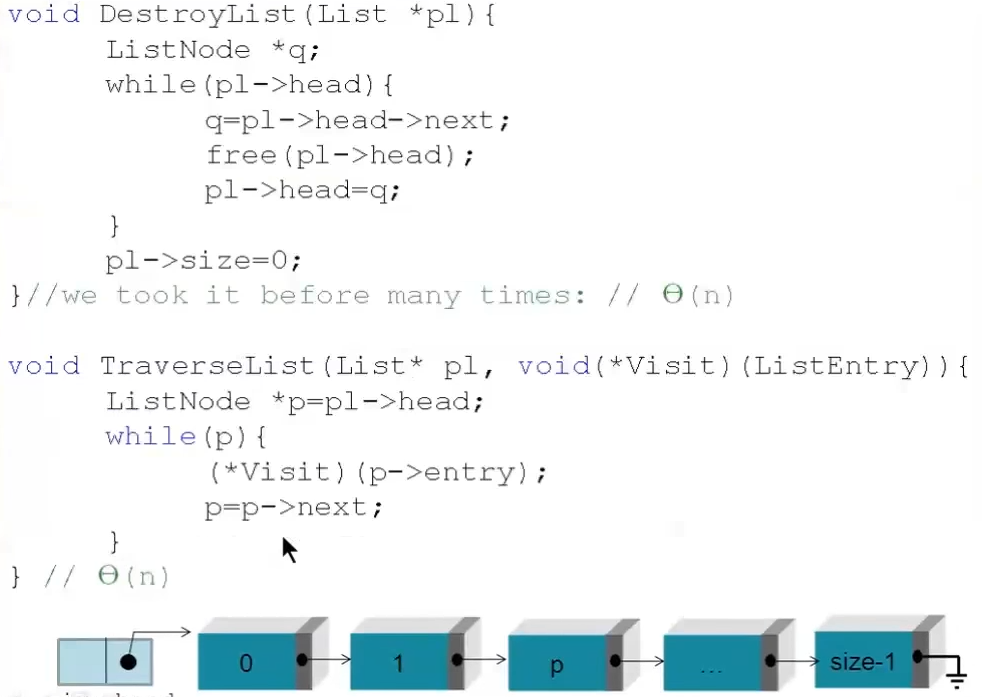 void DestroyList(List *pl){
ListNode *q;
while(pl->head){
q=pl->head->next;
free(pl->head);
pl->head=q;
}
pl->size=0;
}//we took it before many times: // Θ(n)
void TraverseList(List* pl, void(*Visit)(ListEntry)){
ListNode *p=pl->head;
while(p){
(*Visit)(p->entry);
p=p->next;
}
} // Θ(n)
0 1 p ... size-1